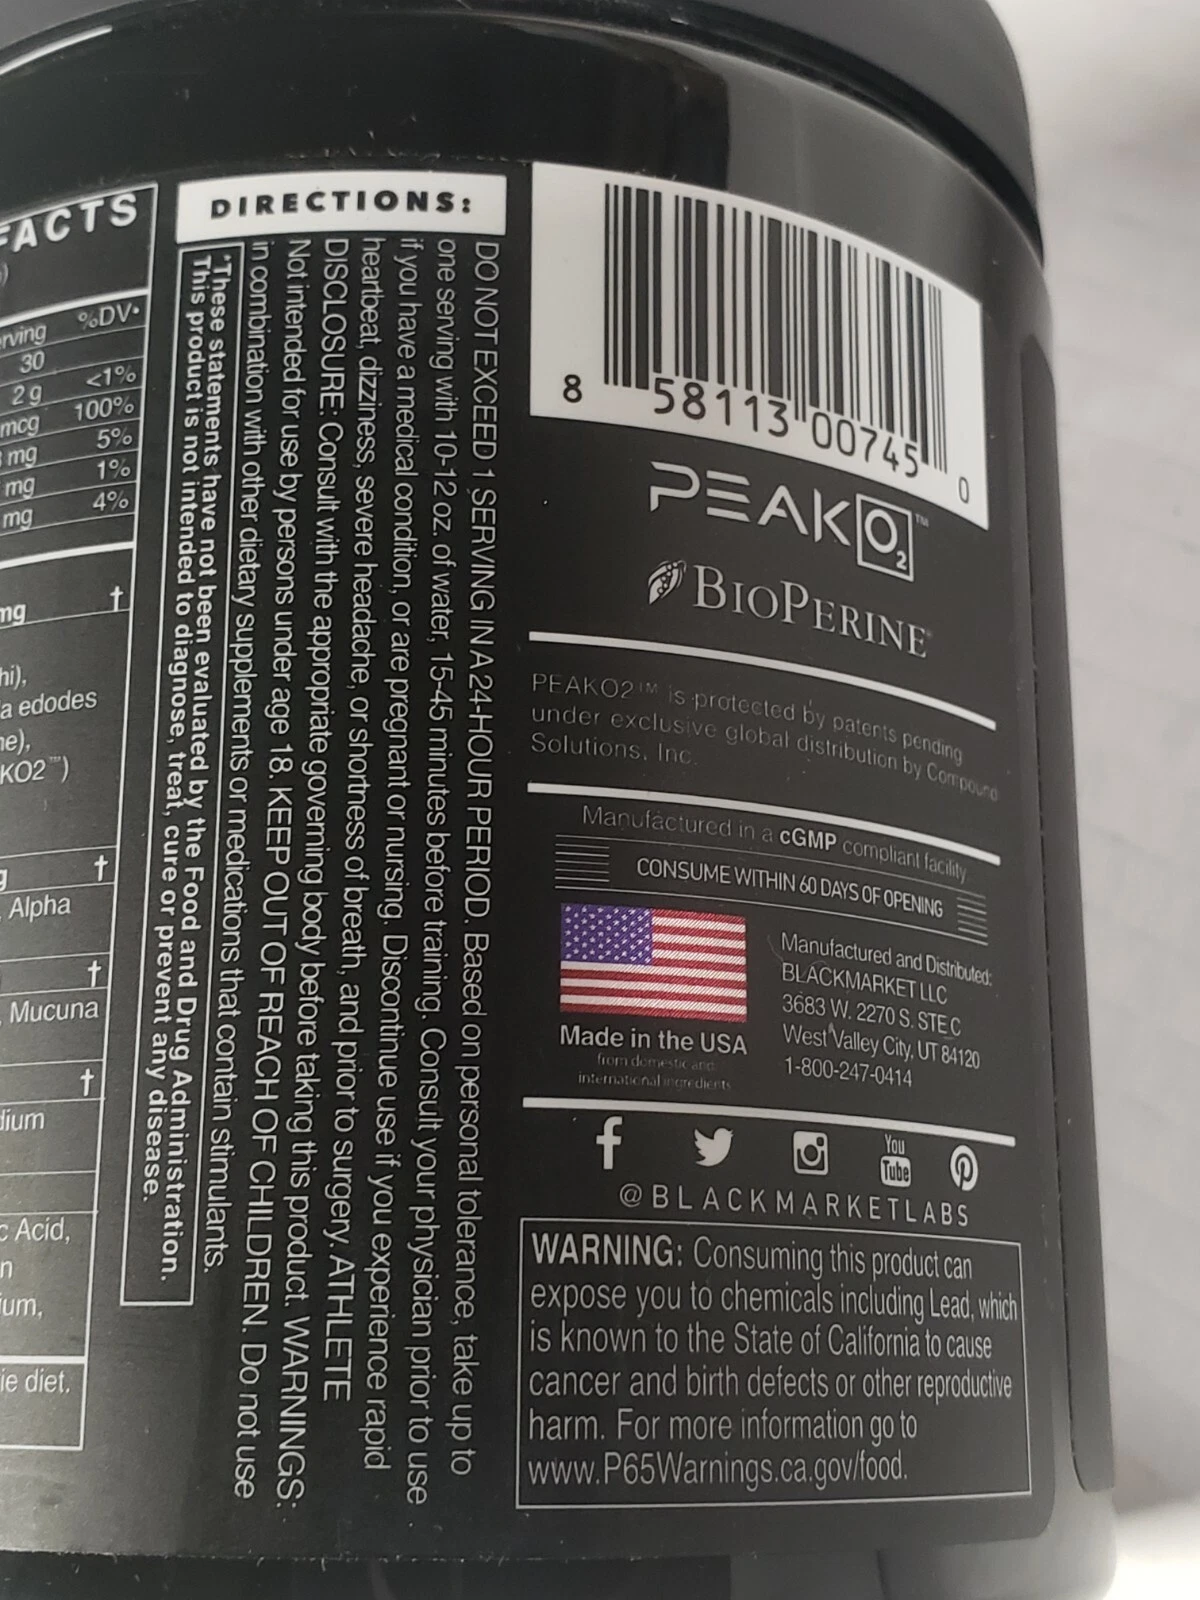 FACTS
%DV•
30
2 g
<1%
mcg
100%
mg
5%
mg
1%
mg
4%
mg
†
hi),
a edodes
ne),
KO2™)
g
†
Alpha
†
Mucuna
†
dium
c Acid,
n
ium,
ie diet.
DIRECTIONS:
DO NOT EXCEED 1 SERVING IN A 24-HOUR PERIOD. Based on personal tolerance, take up to
one serving with 10-12 oz. of water, 15-45 minutes before training. Consult your physician prior to use
if you have a medical condition, or are pregnant or nursing. Discontinue use if you experience rapid
heartbeat, dizziness, severe headache, or shortness of breath, and prior to surgery. ATHLETE
DISCLOSURE: Consult with the appropriate governing body before taking this product. WARNINGS:
Not intended for use by persons under age 18. KEEP OUT OF REACH OF CHILDREN. Do not use
in combination with other dietary supplements or medications that contain stimulants.
*These statements have not been evaluated by the Food and Drug Administration.
This product is not intended to diagnose, treat, cure or prevent any disease.
8 58113 00745 0
PEAKO2™
BIOPERINE®
PEAKO2™ is protected by patents pending
under exclusive global distribution by Compound
Solutions, Inc.
Manufactured in a cGMP compliant facility
CONSUME WITHIN 60 DAYS OF OPENING
Made in the USA
from domestic and
international ingredients
Manufactured and Distributed:
BLACKMARKET LLC
3683 W. 2270 S. STE C
West Valley City, UT 84120
1-800-247-0414
You
Tube
@BLACKMARKETLABS
WARNING: Consuming this product can
expose you to chemicals including Lead, which
is known to the State of California to cause
cancer and birth defects or other reproductive
harm. For more information go to
www.P65Warnings.ca.gov/food.